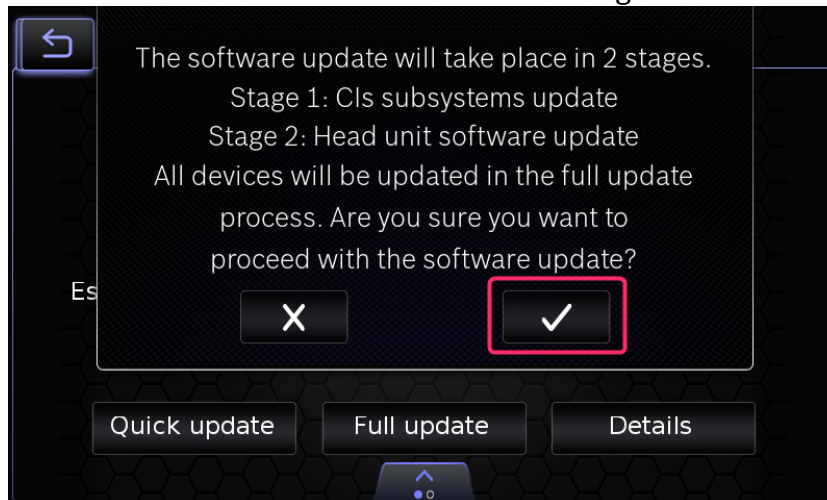 The software update will take place in 2 stages.
Stage 1: CIs subsystems update
Stage 2: Head unit software update
All devices will be updated in the full update
process. Are you sure you want to
proceed with the software update?
Es
Quick update
Full update
Details